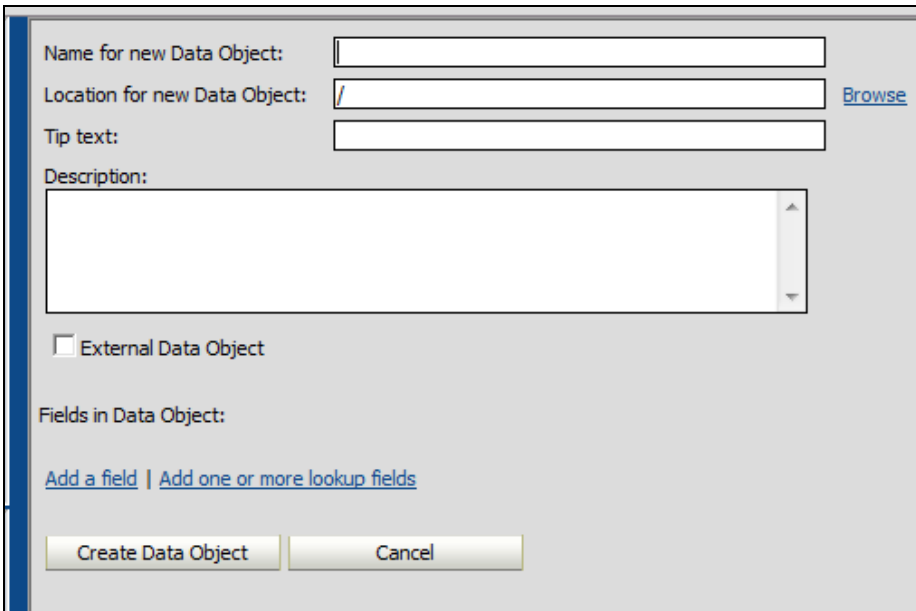 Name for new Data Object:
Location for new Data Object: / Browse
Tip text:
Description:
External Data Object
Fields in Data Object:
Add a field | Add one or more lookup fields
Create Data Object Cancel